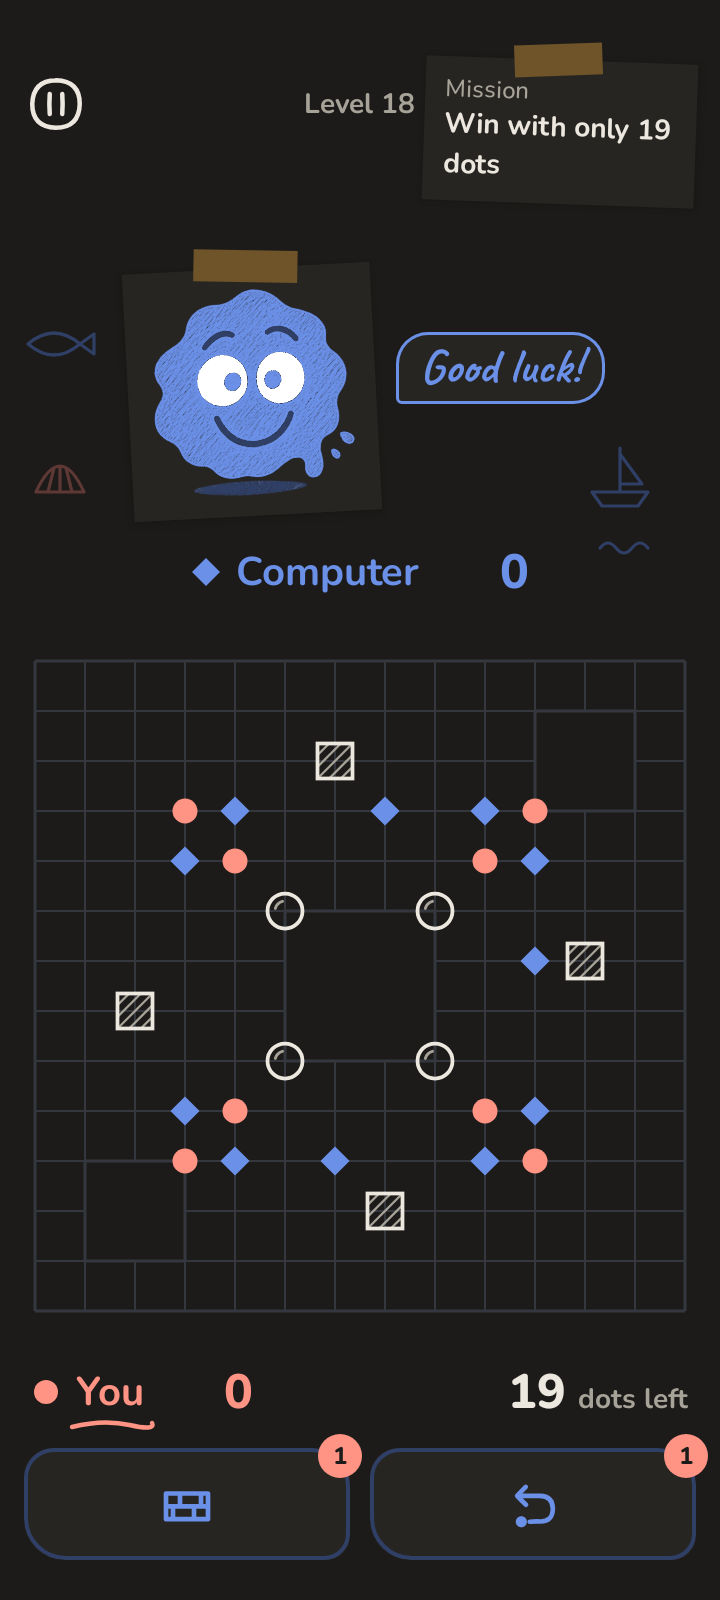 Level 18
Mission
Win with only 19
dots
Good luck!
Computer 0
You 0
19 dots left
1
1